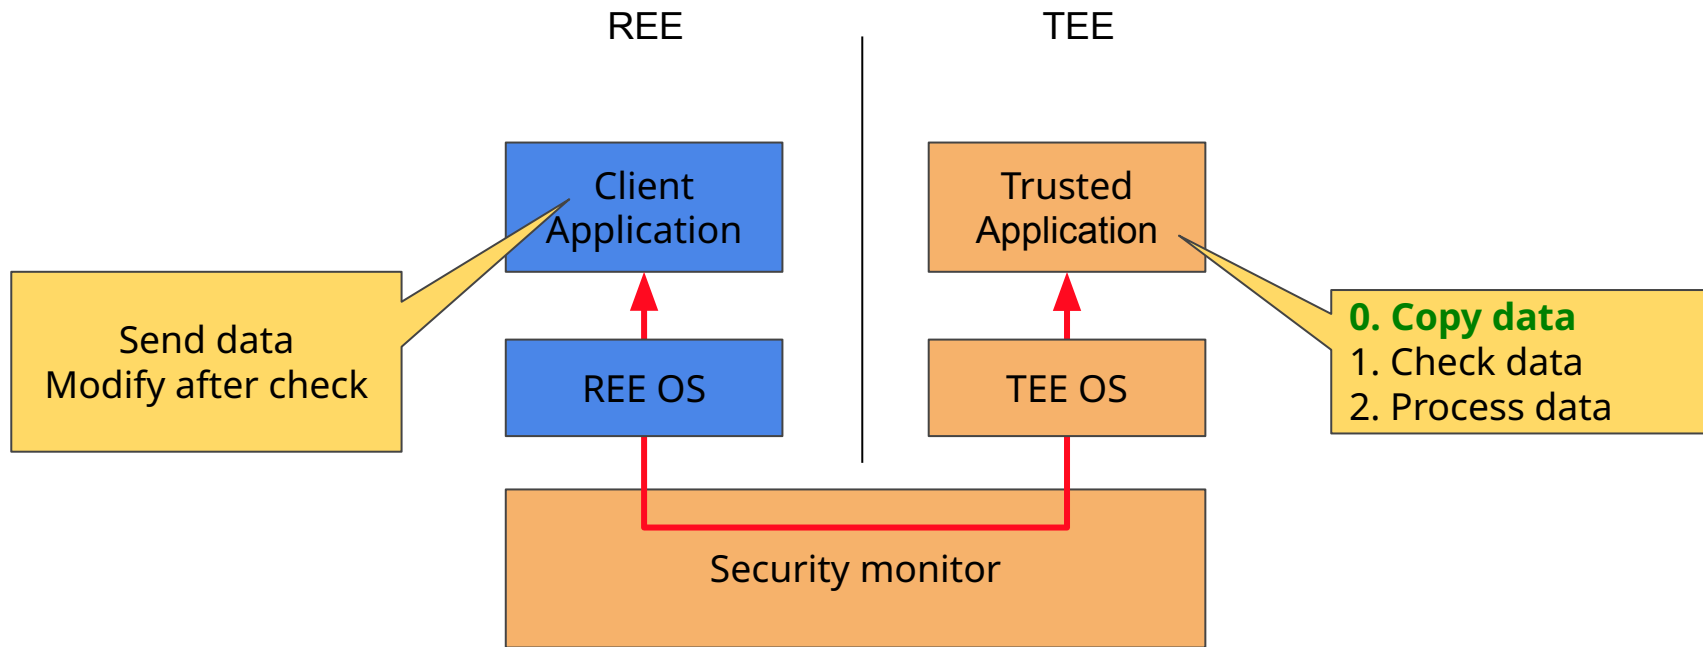 REE
TEE
Client
Application
Trusted
Application
Send data
Modify after check
REE OS
TEE OS
0. Copy data
1. Check data
2. Process data
Security monitor